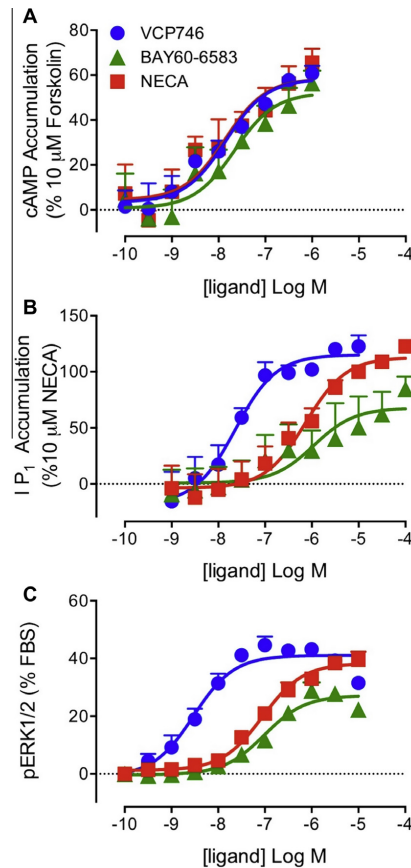 A
VCP746
BAY60-6583
NECA
cAMP Accumulation
(% 10 µM Forskolin)
80
60
40
20
0
-10 -9 -8 -7 -6 -5 -4
[ligand] Log M
B
I P1 Accumulation
(%10 µM NECA)
150
100
50
0
-10 -9 -8 -7 -6 -5 -4
[ligand] Log M
C
pERK1/2 (% FBS)
60
40
20
0
-10 -9 -8 -7 -6 -5 -4
[ligand] Log M